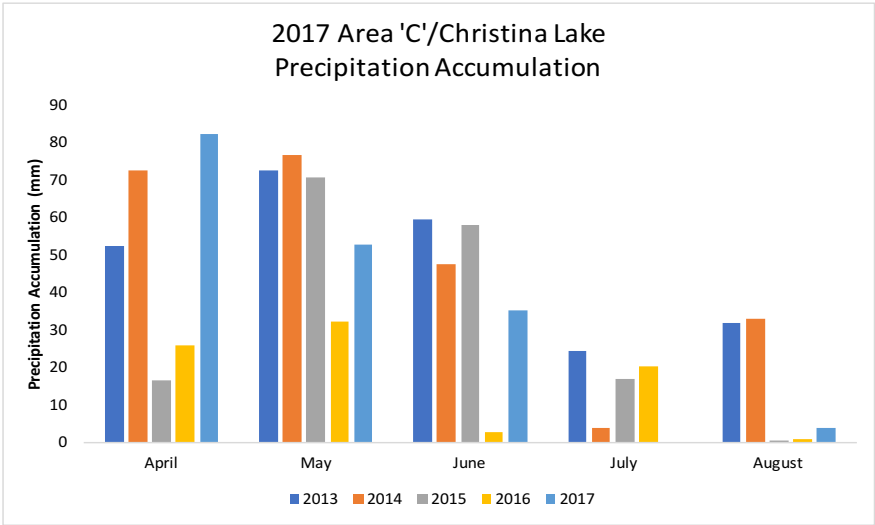 2017 Area 'C'/Christina Lake
Precipitation Accumulation
Precipitation Accumulation (mm)
90
80
70
60
50
40
30
20
10
0
April May June July August
2013 2014 2015 2016 2017